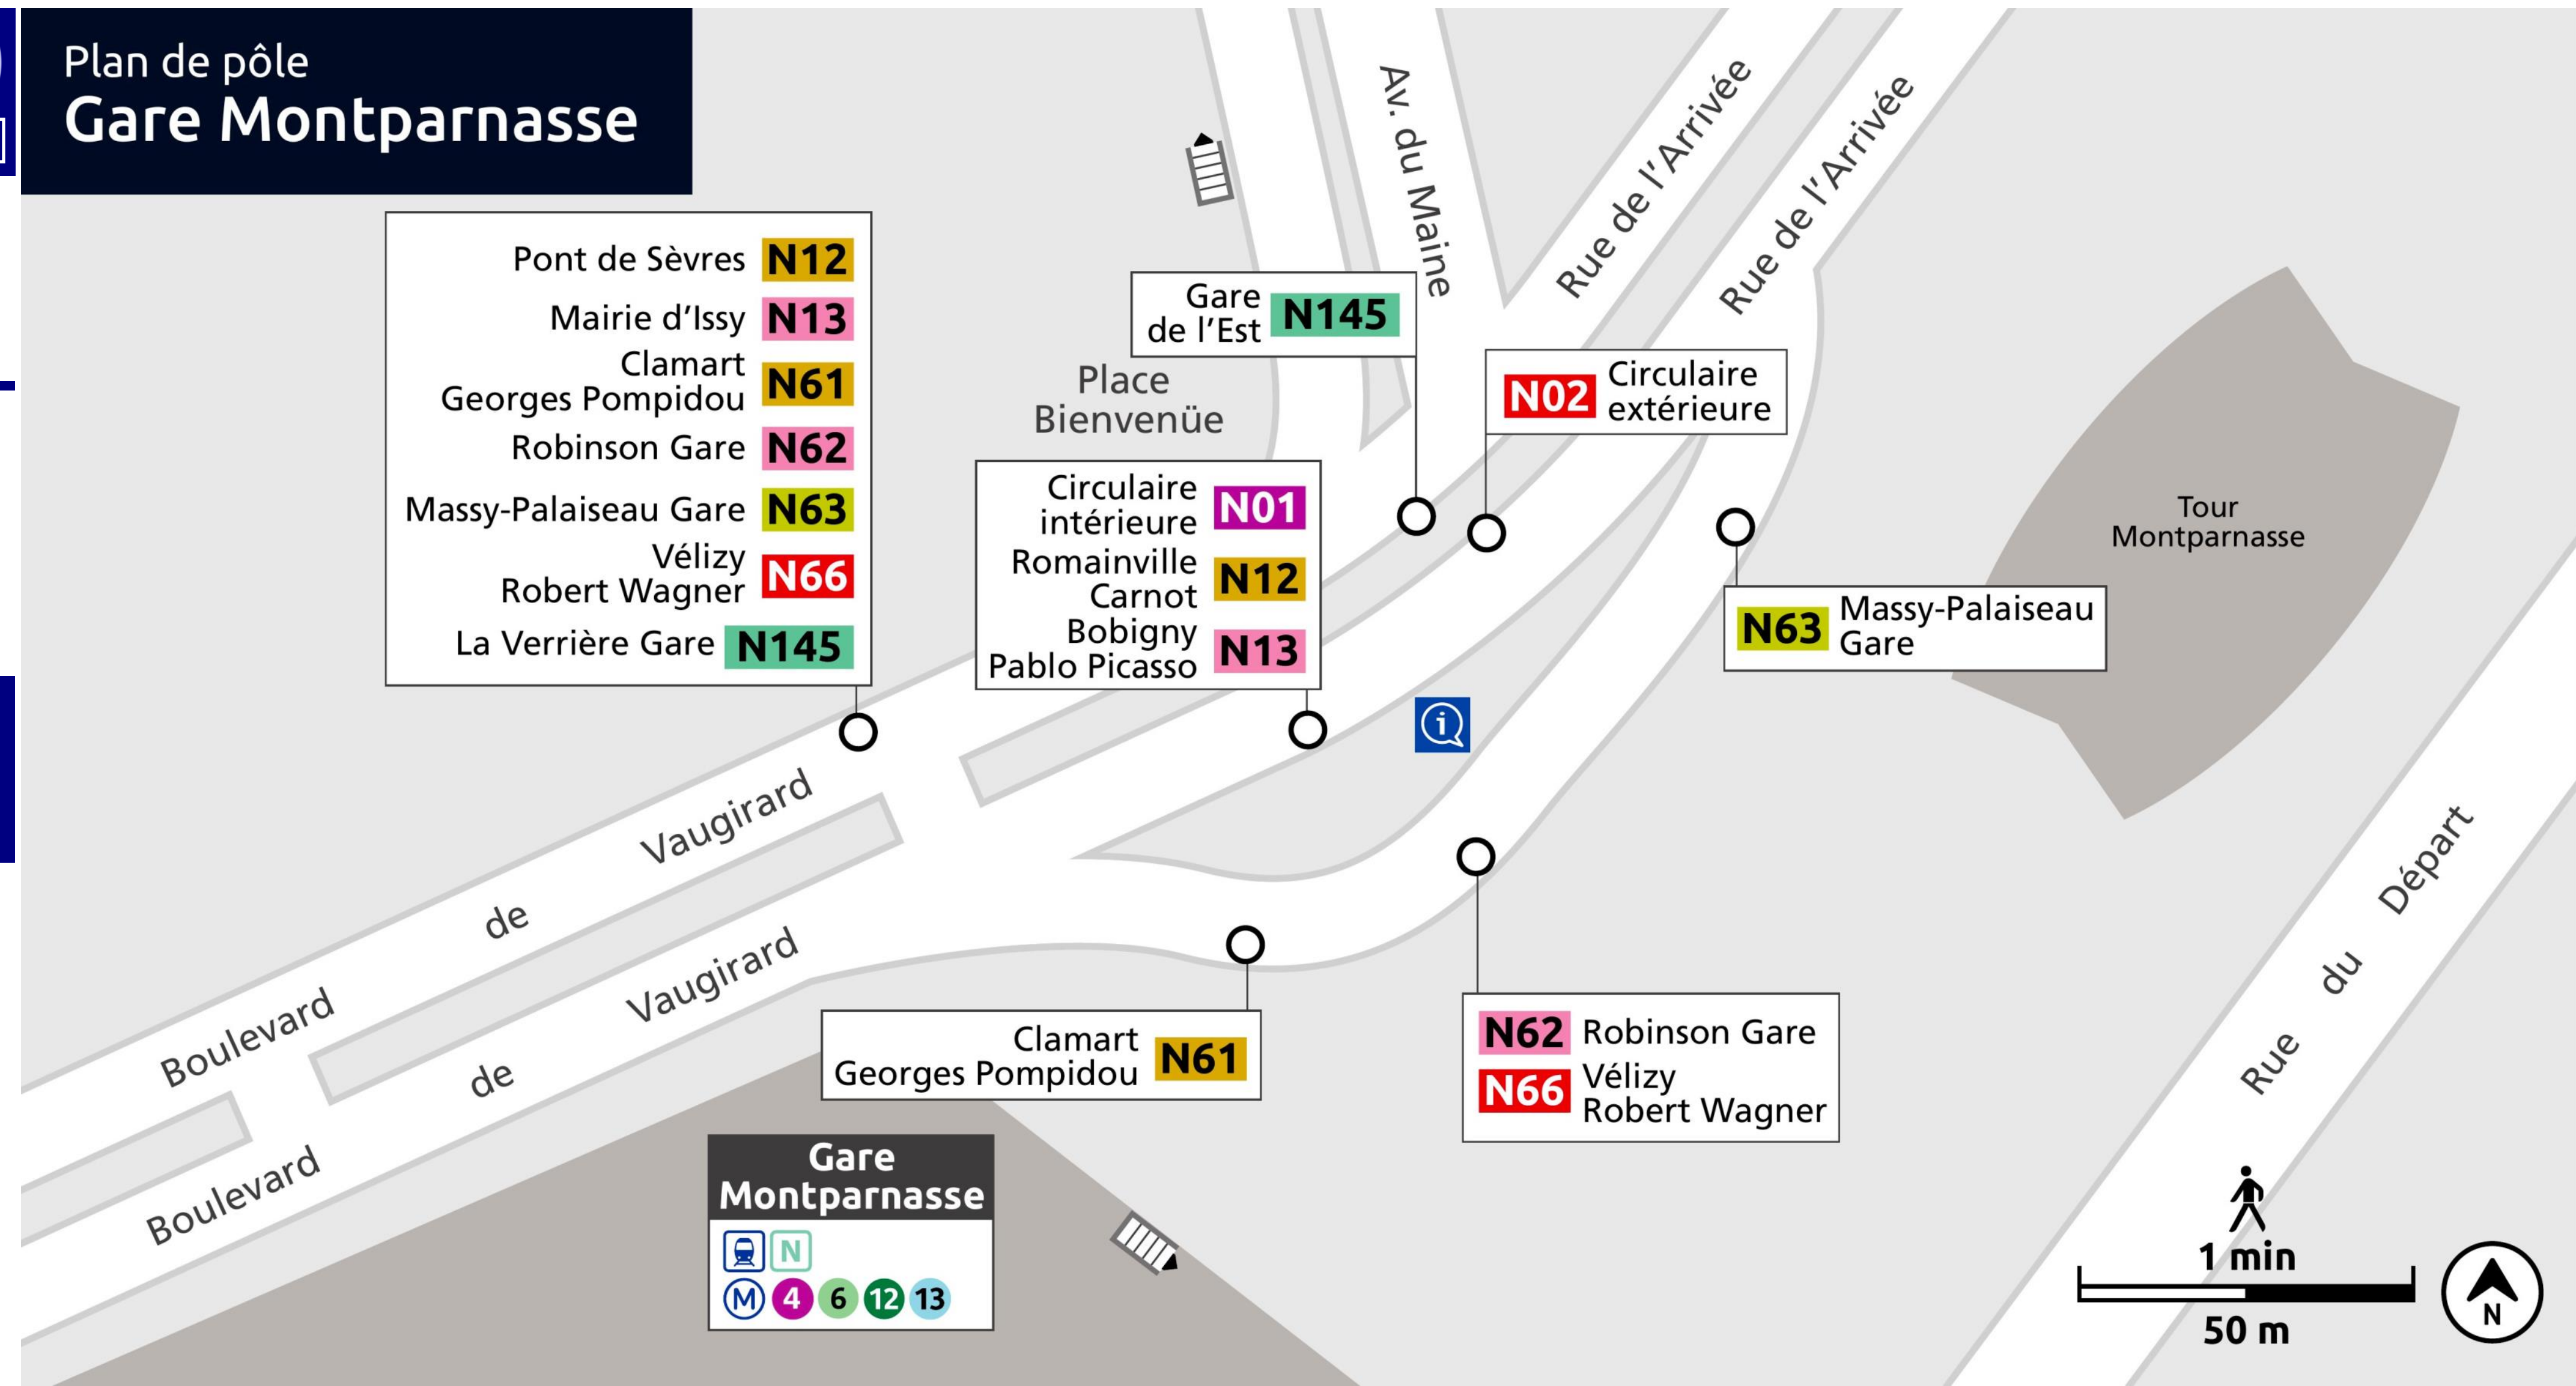 Plan de pôle
Gare Montparnasse
Av. du Maine
Rue de l'Arrivée
Rue de l'Arrivée
Pont de Sèvres N12
Mairie d'Issy N13
Clamart
Georges Pompidou N61
Robinson Gare N62
Massy-Palaiseau Gare N63
Vélizy
Robert Wagner N66
La Verrière Gare N145
Gare
de l'Est N145
Place
Bienvenüe
N02 Circulaire
extérieure
Circulaire
intérieure N01
Romainville
Carnot N12
Bobigny
Pablo Picasso N13
Tour
Montparnasse
N63 Massy-Palaiseau
Gare
i
Boulevard de Vaugirard
Boulevard de Vaugirard
Clamart
Georges Pompidou N61
N62 Robinson Gare
N66 Vélizy
Robert Wagner
Rue du Départ
Gare
Montparnasse
N
M 4 6 12 13
1 min
50 m
N